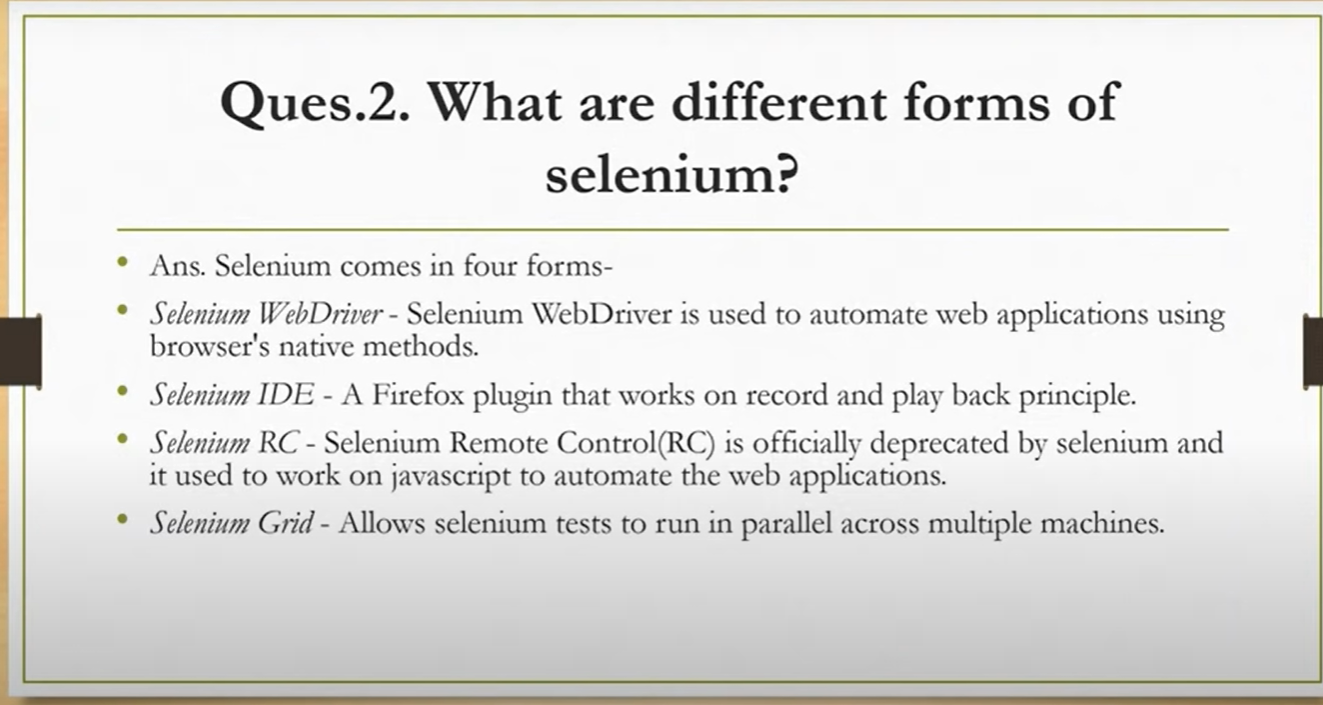 Ques.2. What are different forms of
selenium?
• Ans. Selenium comes in four forms-
• Selenium WebDriver - Selenium WebDriver is used to automate web applications using
browser's native methods.
• Selenium IDE - A Firefox plugin that works on record and play back principle.
• Selenium RC - Selenium Remote Control(RC) is officially deprecated by selenium and
it used to work on javascript to automate the web applications.
• Selenium Grid - Allows selenium tests to run in parallel across multiple machines.